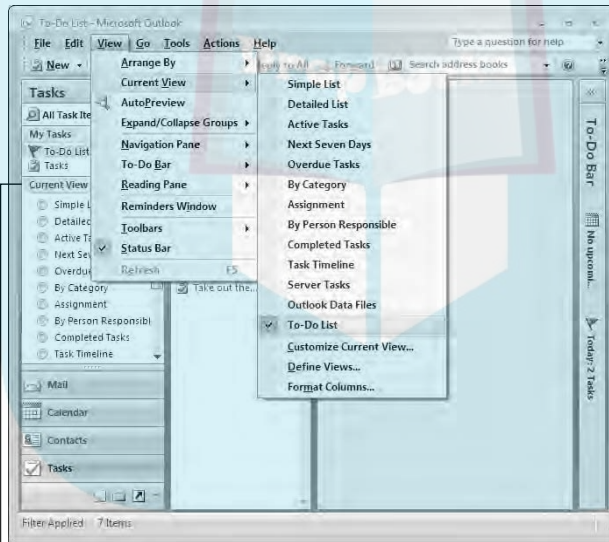 To-Do List - Microsoft Outlook
File Edit View Go Tools Actions Help Type a question for help
New Reply to All Forward Search address books
Tasks
All Task Ite
My Tasks
To-Do List
Tasks
Current View
Simple L
Detailed
Active Ta
Next Sev
Overdue
By Category
Assignment
By Person Responsibl
Completed Tasks
Task Timeline
Mail
Calendar
Contacts
Tasks
Filter Applied 7 Items
Arrange By
Current View
AutoPreview
Expand/Collapse Groups
Navigation Pane
To-Do Bar
Reading Pane
Reminders Window
Toolbars
Status Bar
Refresh F5
Take out the...
Simple List
Detailed List
Active Tasks
Next Seven Days
Overdue Tasks
By Category
Assignment
By Person Responsible
Completed Tasks
Task Timeline
Server Tasks
Outlook Data Files
To-Do List
Customize Current View...
Define Views...
Format Columns...
To-Do Bar
No upcomi...
Today: 2 Tasks